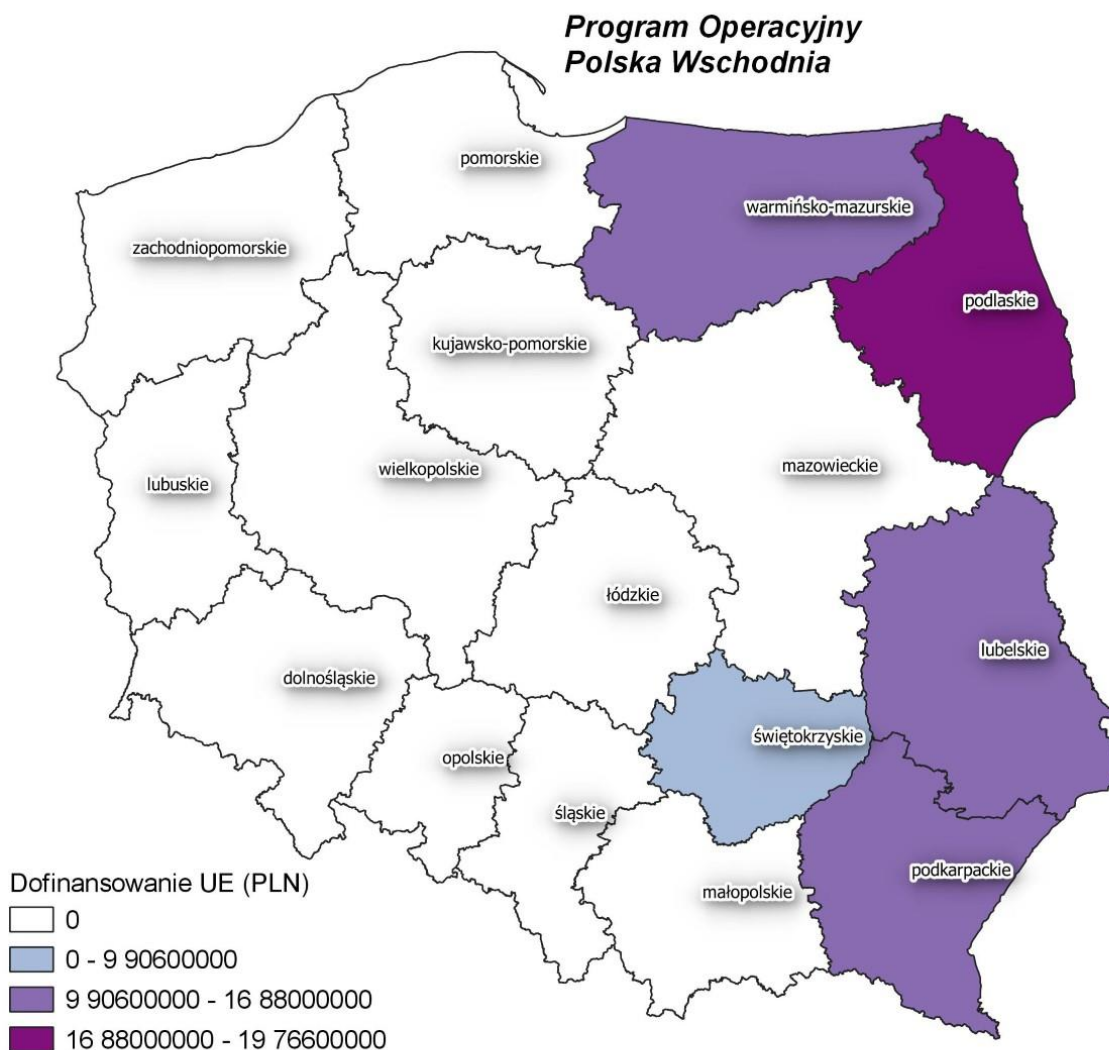 Program Operacyjny
Polska Wschodnia
pomorskie
warmińsko-mazurskie
zachodniopomorskie
podlaskie
kujawsko-pomorskie
mazowieckie
wielkopolskie
lubuskie
łódzkie
lubelskie
dolnośląskie
świętokrzyskie
opolskie
śląskie
podkarpackie
małopolskie
Dofinansowanie UE (PLN)
0
0 - 9 90600000
9 90600000 - 16 88000000
16 88000000 - 19 76600000